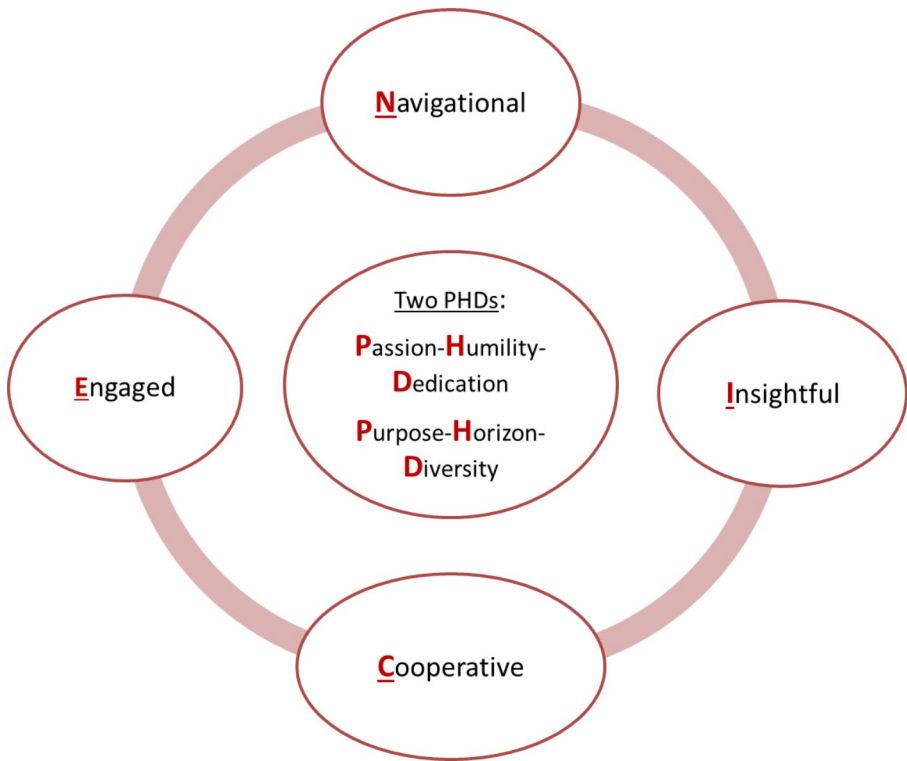 Navigational
Two PHDs:
Passion-Humility-
Dedication
Purpose-Horizon-
Diversity
Engaged
Insightful
Cooperative